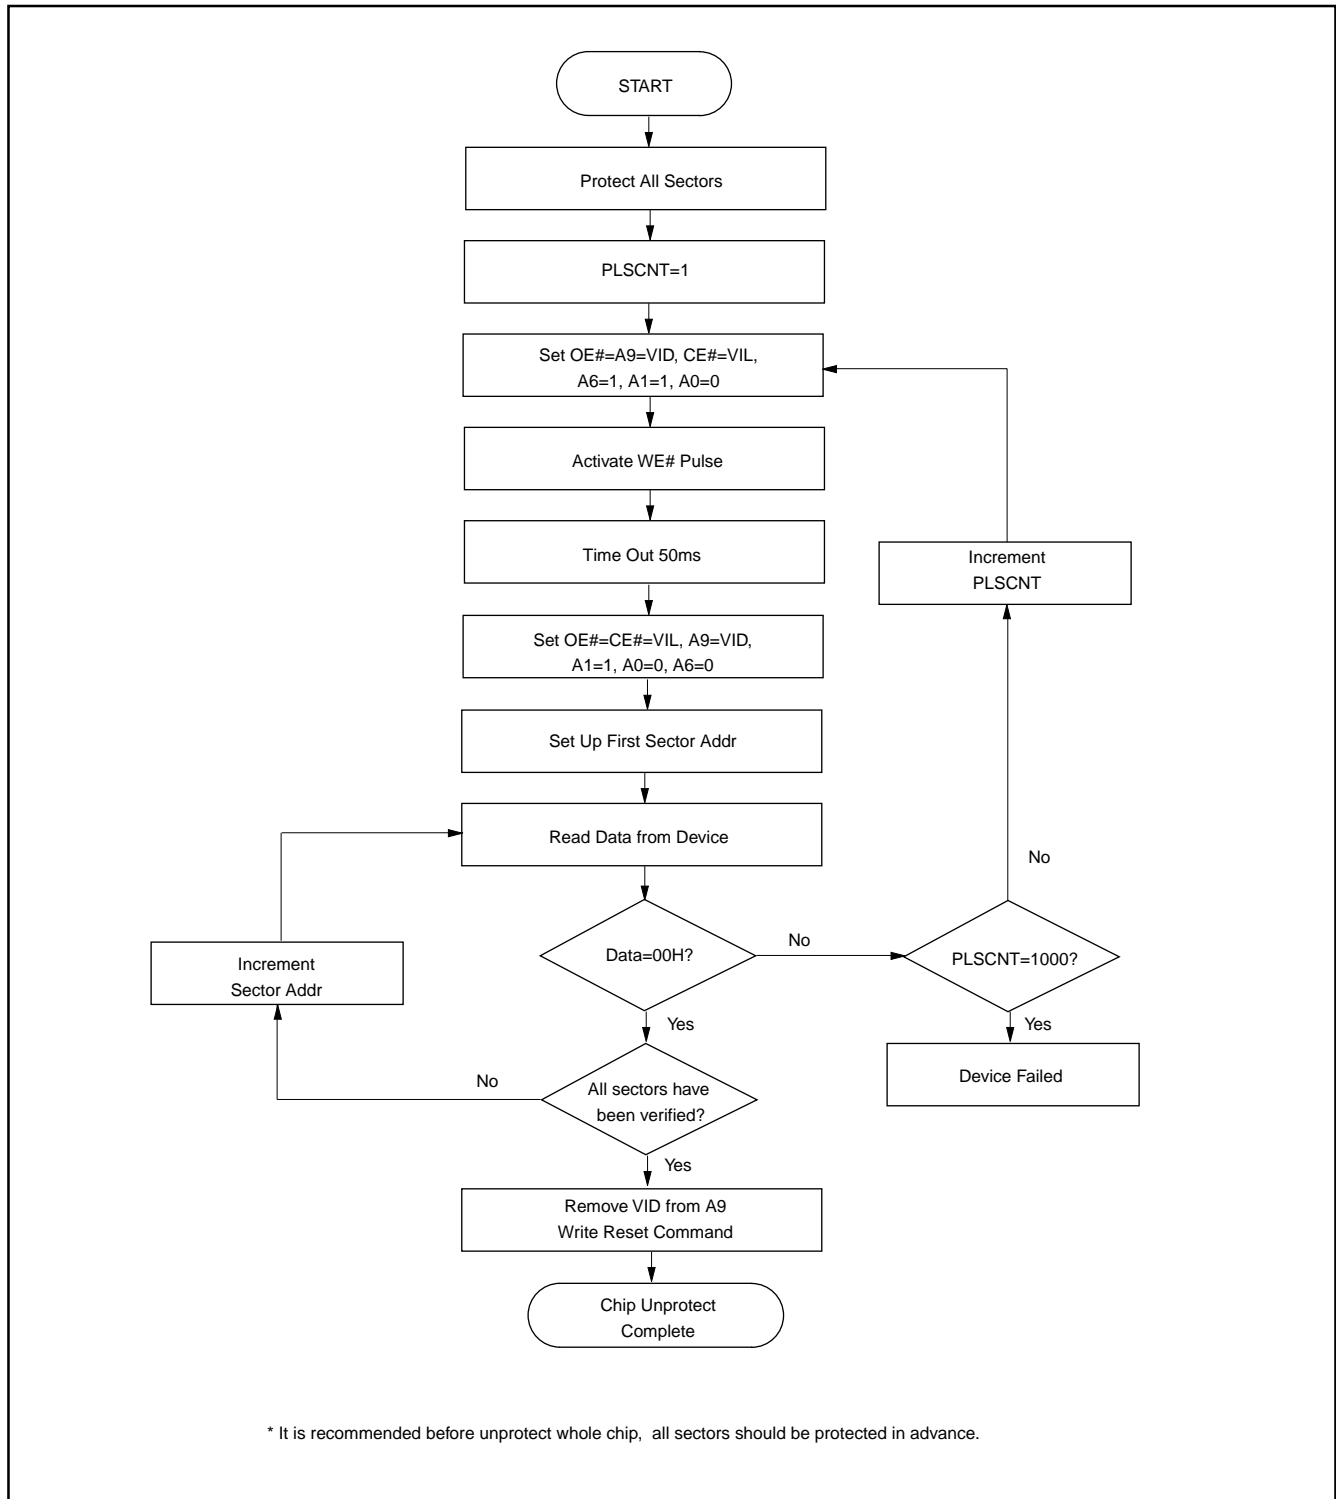 START
Protect All Sectors
PLSCNT=1
Set OE#=A9=VID, CE#=VIL,
A6=1, A1=1, A0=0
Activate WE# Pulse
Time Out 50ms
Increment
PLSCNT
Set OE#=CE#=VIL, A9=VID,
A1=1, A0=0, A6=0
Set Up First Sector Addr
Read Data from Device
No
Data=00H?
No
PLSCNT=1000?
Increment
Sector Addr
Yes
Yes
Device Failed
No
All sectors have
been verified?
Yes
Remove VID from A9
Write Reset Command
Chip Unprotect
Complete
* It is recommended before unprotect whole chip, all sectors should be protected in advance.